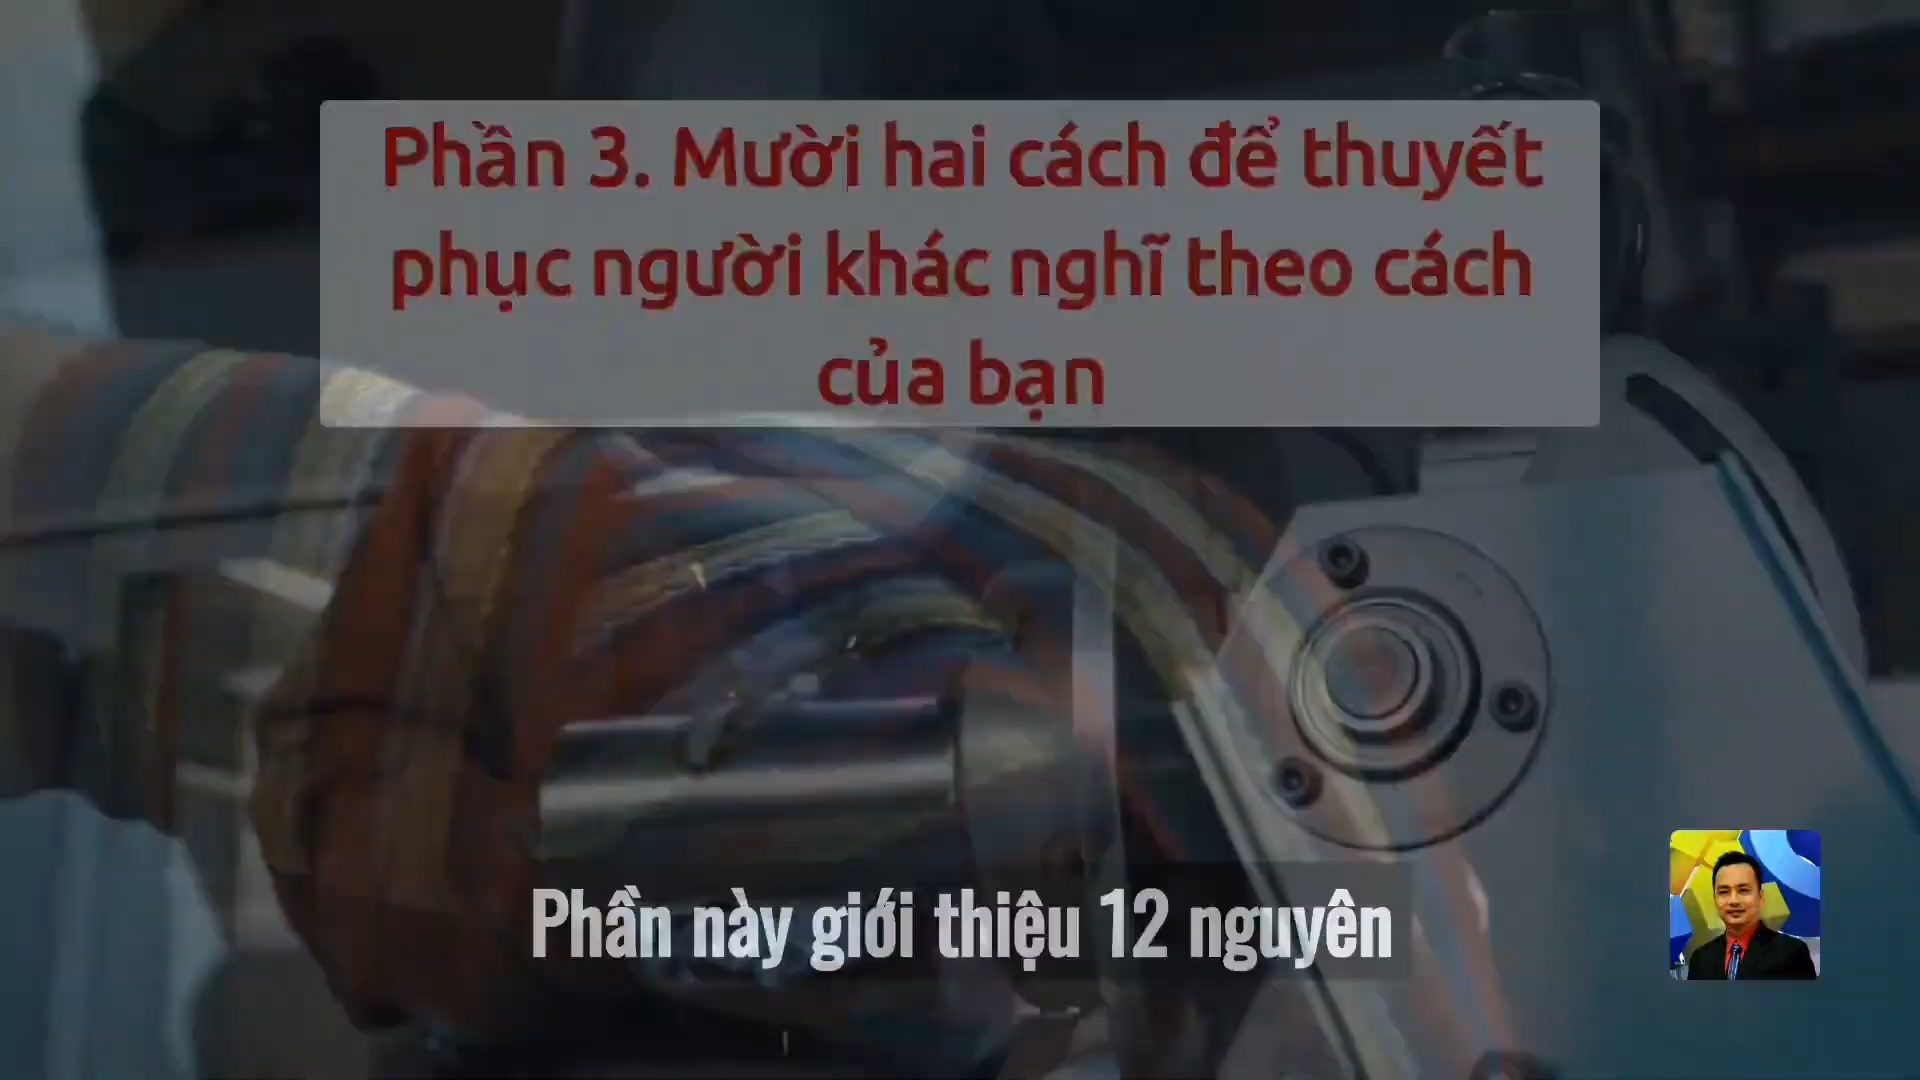 Phần 3. Mười hai cách để thuyết
phục người khác nghĩ theo cách
của bạn
Phần này giới thiệu 12 nguyên